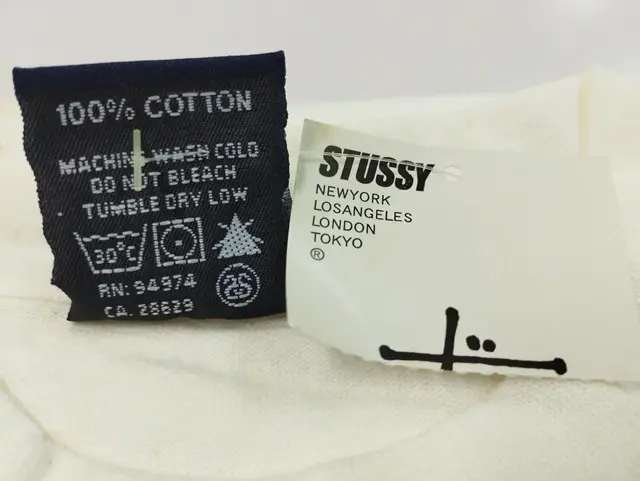 100% COTTON
MACHINE WASH COLD
DO NOT BLEACH
TUMBLE DRY LOW
30°C
RN: 94974
CA. 28629
STUSSY
NEWYORK
LOSANGELES
LONDON
TOKYO
®